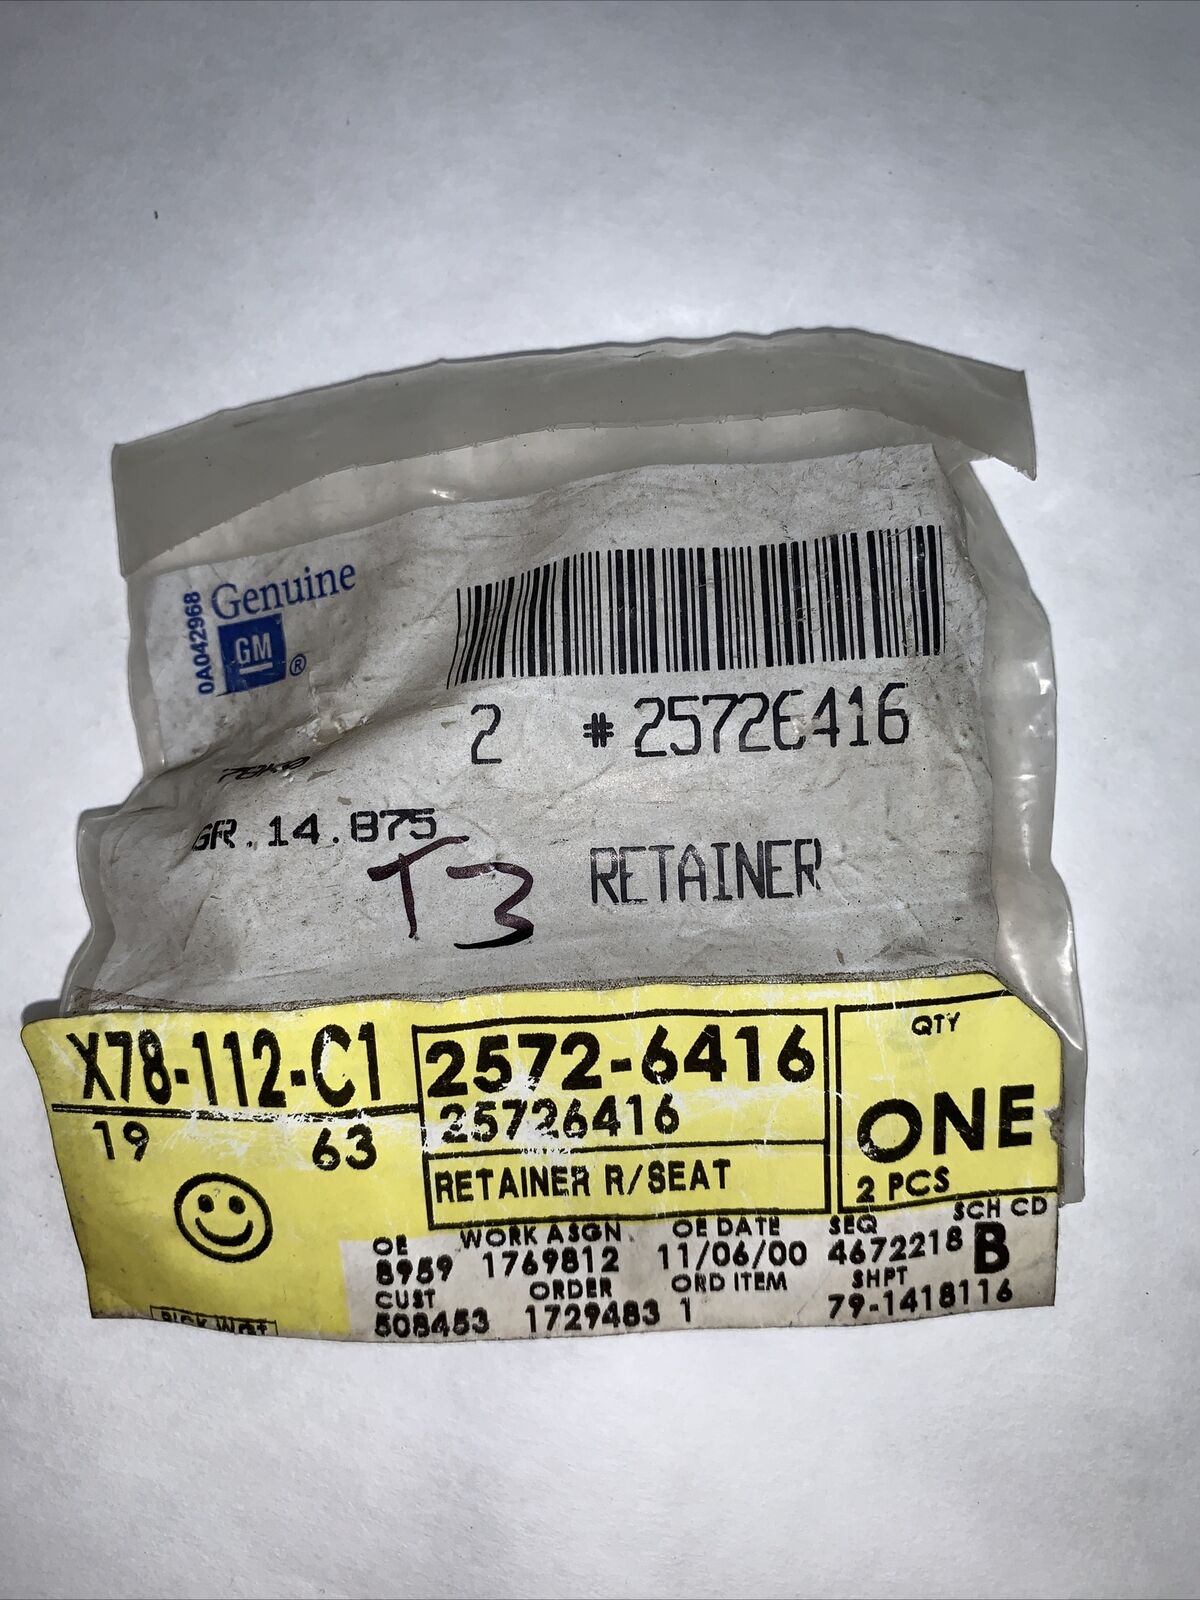 Genuine
0A042968
GM ®
2 # 25726416
GR. 14.875
T3
RETAINER
X78-112-C1
19 63
2572-6416
25726416
RETAINER R/SEAT
QTY
ONE
2 PCS
OE WORK ASGN. OE DATE SEQ SCH CD
8959 1769812 11/06/00 4672218 B
CUST ORDER ORD ITEM SHPT
508453 1729483 1 79-1418116
PICK WGT